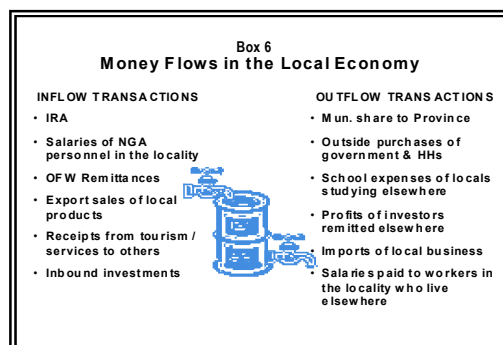 Box 6
Money Flows in the Local Economy
INFLOW TRANSACTIONS
• IRA
• Salaries of NGA
personnel in the locality
• OFW Remittances
• Export sales of local
products
• Receipts from tourism /
services to others
• Inbound investments
OUTFLOW TRANSACTIONS
• Mun. share to Province
• Outside purchases of
government & HHs
• School expenses of locals
studying elsewhere
• Profits of investors
remitted elsewhere
• Imports of local business
• Salaries paid to workers in
the locality who live
elsewhere